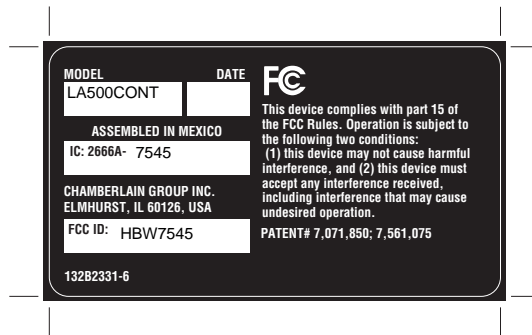 MODEL DATE
LA500CONT
ASSEMBLED IN MEXICO
IC: 2666A- 7545
CHAMBERLAIN GROUP INC.
ELMHURST, IL 60126, USA
FCC ID: HBW7545
132B2331-6
FC
This device complies with part 15 of
the FCC Rules. Operation is subject to
the following two conditions:
(1) this device may not cause harmful
interference, and (2) this device must
accept any interference received,
including interference that may cause
undesired operation.
PATENT# 7,071,850; 7,561,075